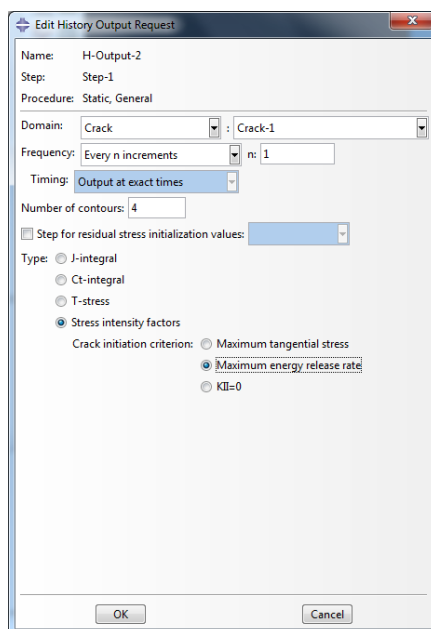 Edit History Output Request
Name: H-Output-2
Step: Step-1
Procedure: Static, General
Domain: Crack : Crack-1
Frequency: Every n increments n: 1
Timing: Output at exact times
Number of contours: 4
Step for residual stress initialization values:
Type: J-integral
Ct-integral
T-stress
Stress intensity factors
Crack initiation criterion: Maximum tangential stress
Maximum energy release rate
KII=0
OK Cancel